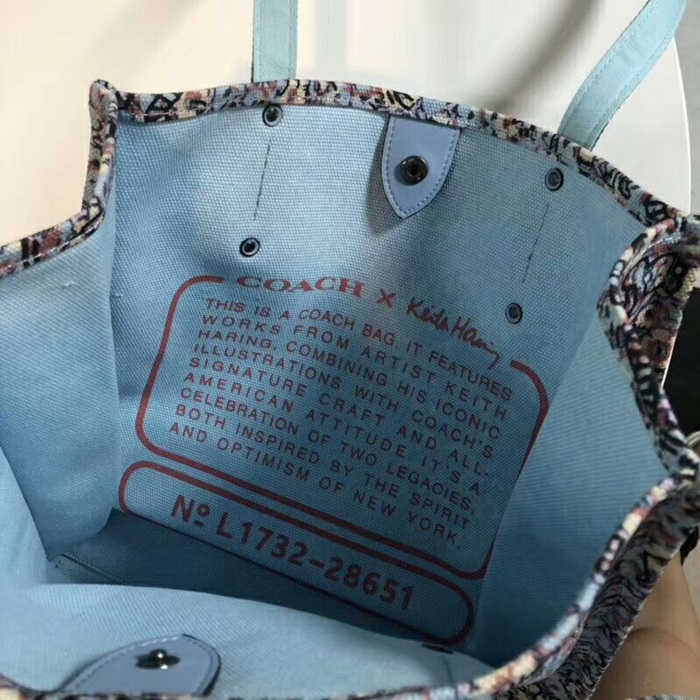 COACH X Keith Haring
THIS IS A COACH BAG. IT FEATURES
WORKS FROM ARTIST KEITH
HARING, COMBINING HIS ICONIC
ILLUSTRATIONS WITH COACH'S
SIGNATURE CRAFT AND ALL-
AMERICAN ATTITUDE. IT'S A
CELEBRATION OF TWO LEGACIES,
BOTH INSPIRED BY THE SPIRIT
AND OPTIMISM OF NEW YORK
Nº L1732-28651